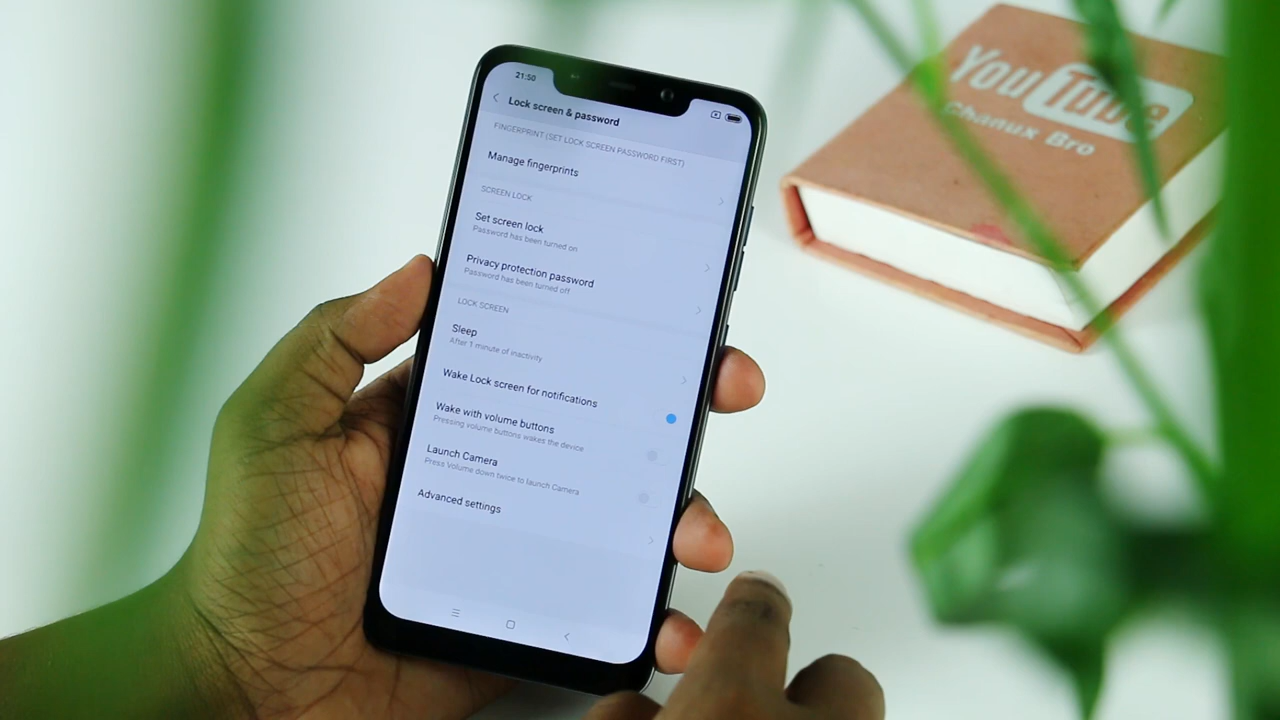 21:50
Lock screen & password
FINGERPRINT (SET LOCK SCREEN PASSWORD FIRST)
Manage fingerprints
SCREEN LOCK
Set screen lock
Password has been turned on
Privacy protection password
Password has been turned off
LOCK SCREEN
Sleep
After 1 minute of inactivity
Wake Lock screen for notifications
Wake with volume buttons
Pressing volume buttons wakes the device
Launch Camera
Press Volume down twice to launch Camera
Advanced settings
YouTube
Chanux Bro